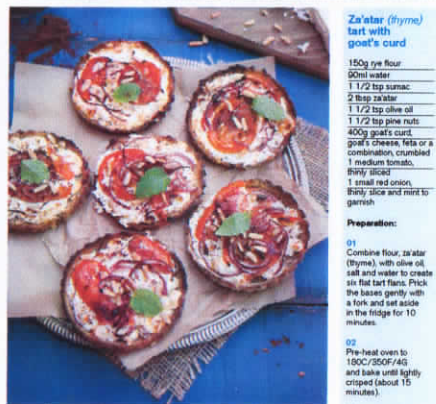 Za'atar (thyme)
tart with
goat's curd
150g rye flour
90ml water
1 1/2 tsp sumac
2 tbsp za'atar
1 1/2 tsp olive oil
1 1/2 tsp pine nuts
400g goat's curd,
goat's cheese, feta or a
combination, crumbled
1 medium tomato,
thinly sliced
1 small red onion,
thinly slice and mint to
garnish
Preparation:
01
Combine flour, za'atar
(thyme), with olive oil,
salt and water to create
six flat tart flans. Prick
the bases gently with
a fork and set aside
in the fridge for 10
minutes.
02
Pre-heat oven to
180C/350F/4G
and bake until lightly
crisped (about 15
minutes).